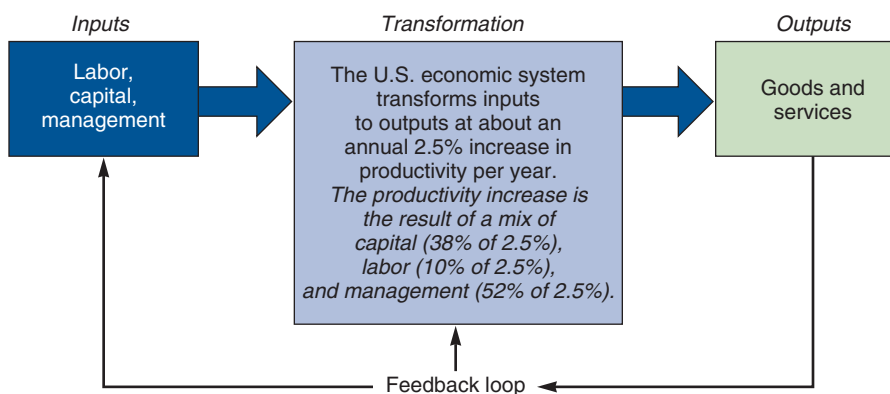 Inputs
Transformation
Outputs
Labor,
capital,
management
The U.S. economic system
transforms inputs
to outputs at about an
annual 2.5% increase in
productivity per year.
The productivity increase is
the result of a mix of
capital (38% of 2.5%),
labor (10% of 2.5%),
and management (52% of 2.5%).
Goods and
services
Feedback loop